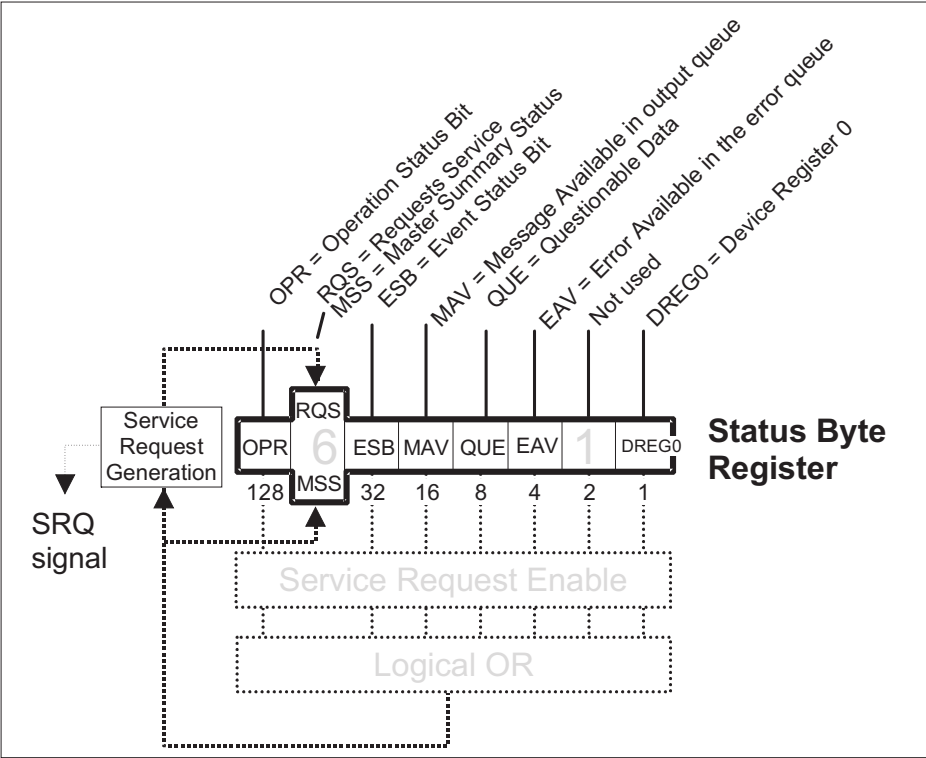 OPR = Operation Status Bit
RQS = Requests Service
MSS = Master Summary Status
ESB = Event Status Bit
MAV = Message Available in output queue
QUE = Questionable Data
EAV = Error Available in the error queue
Not used
DREG0 = Device Register 0
Service
Request
Generation
SRQ
signal
RQS
OPR 6 ESB MAV QUE EAV 1 DREG0
MSS
128 32 16 8 4 2 1
Status Byte
Register
Service Request Enable
Logical OR